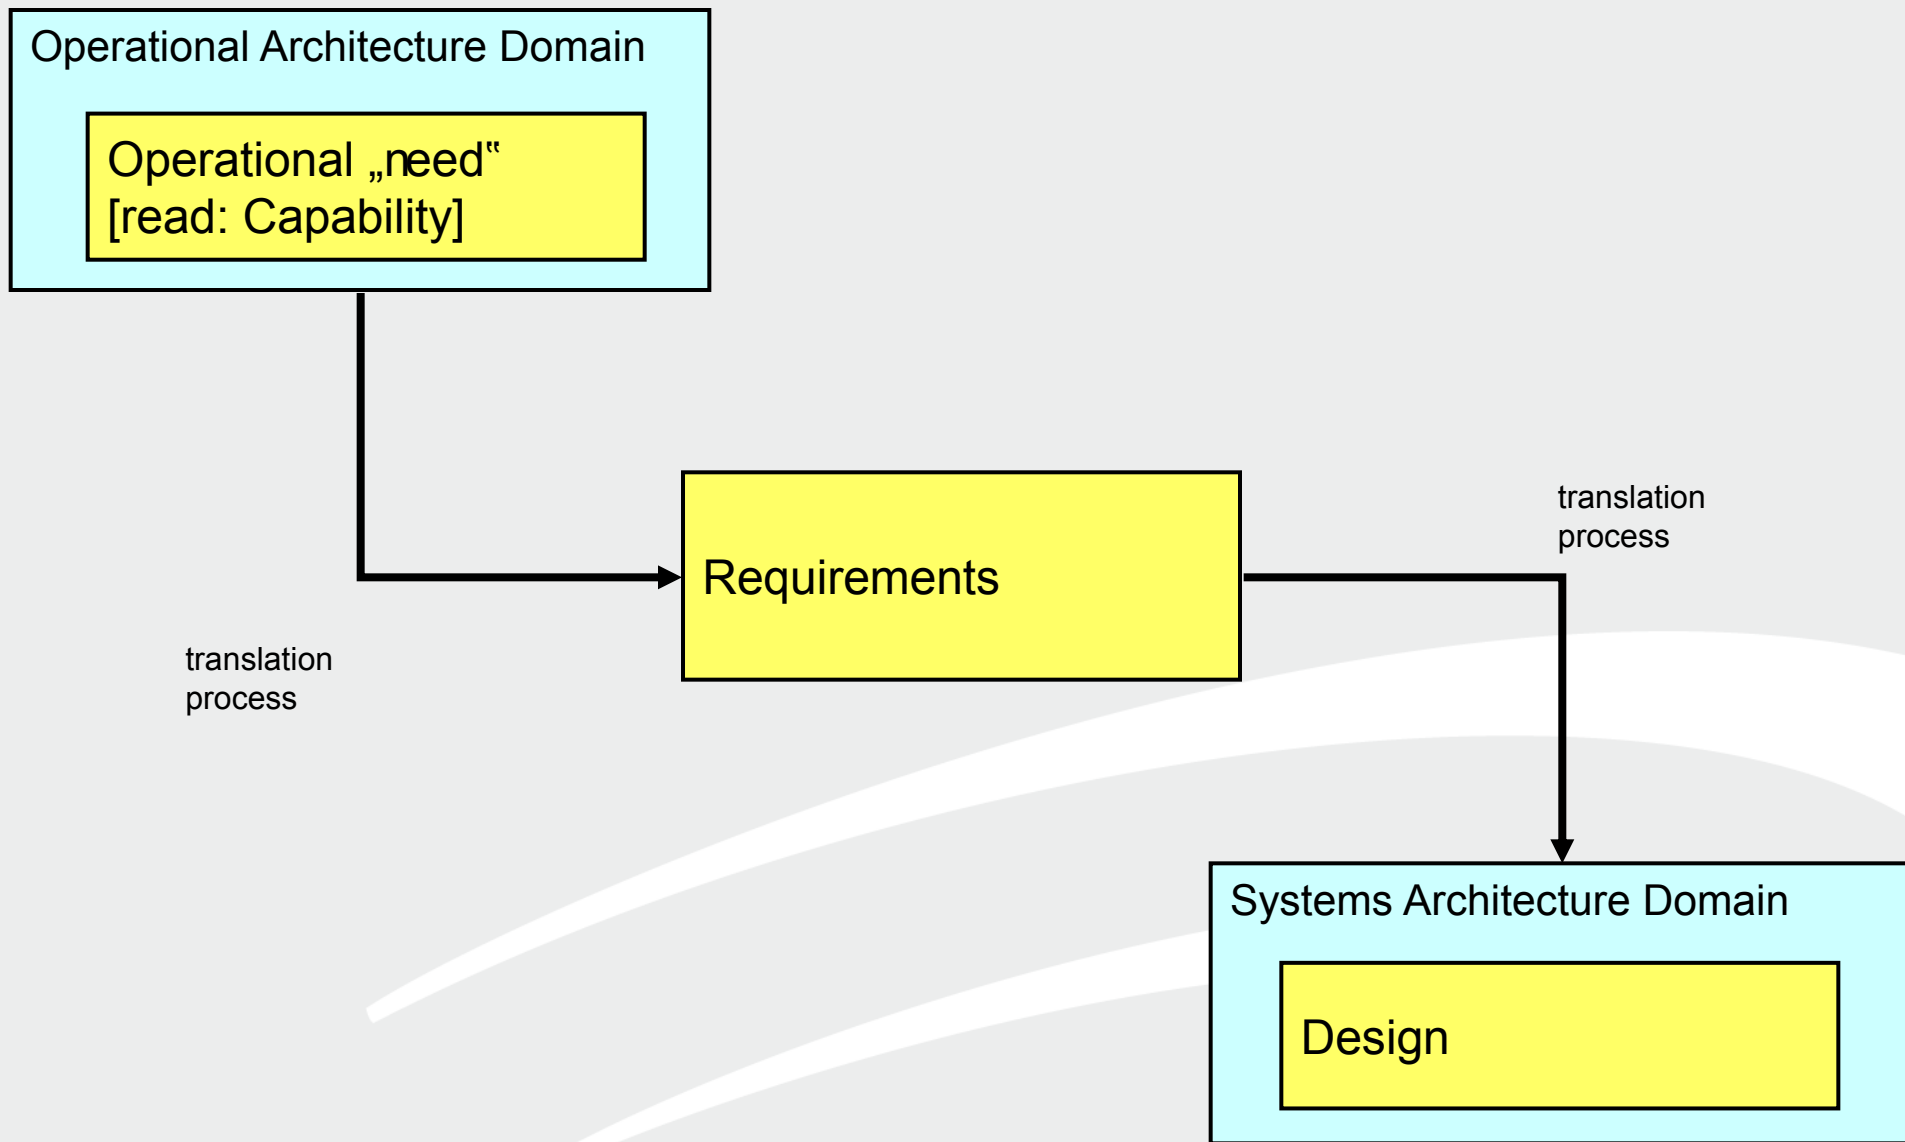 Operational Architecture Domain
Operational „need“
[read: Capability]
translation
process
Requirements
translation
process
Systems Architecture Domain
Design